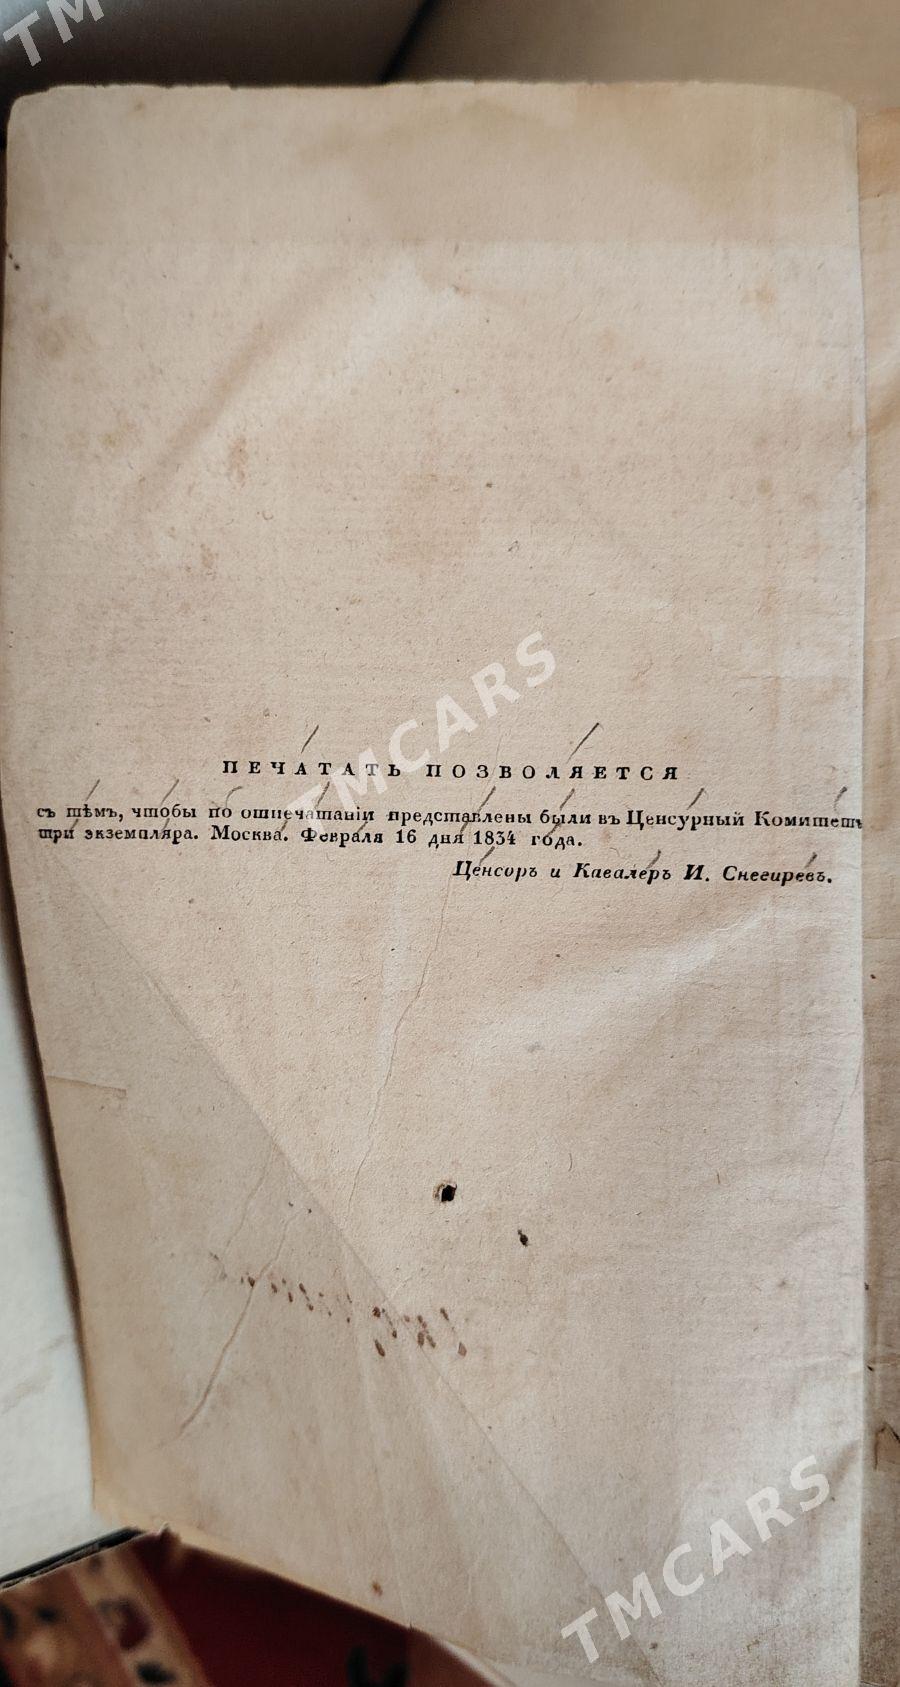 TM
ПЕЧАТАТЬ ПОЗВОЛЯЕТСЯ
съ тѣмъ, чтобы по отпечатаніи представлены были въ Ценсурный Комитетъ
три экземпляра. Москва. Февраля 16 дня 1834 года.
Ценсоръ и Кавалеръ И. Снегиревъ.
TMCARS
TMCARS